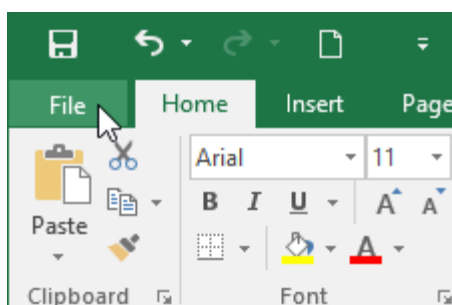 File Home Insert Page
Arial 11
B I U A A
Paste
A
Clipboard Font